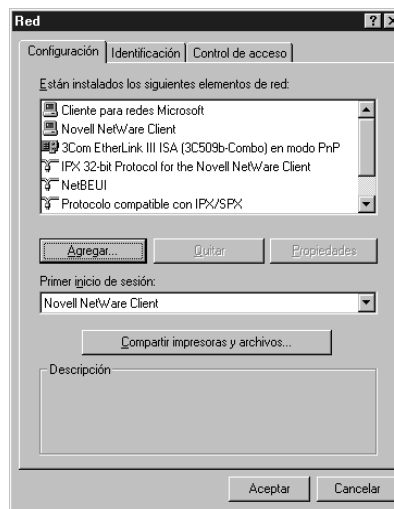 Red
Configuración Identificación Control de acceso
Están instalados los siguientes elementos de red:
Cliente para redes Microsoft
Novell NetWare Client
3Com EtherLink III ISA (3C509b-Combo) en modo PnP
IPX 32-bit Protocol for the Novell NetWare Client
NetBEUI
Protocolo compatible con IPX/SPX
Agregar... Quitar Propiedades
Primer inicio de sesión:
Novell NetWare Client
Compartir impresoras y archivos...
Descripción
Aceptar Cancelar